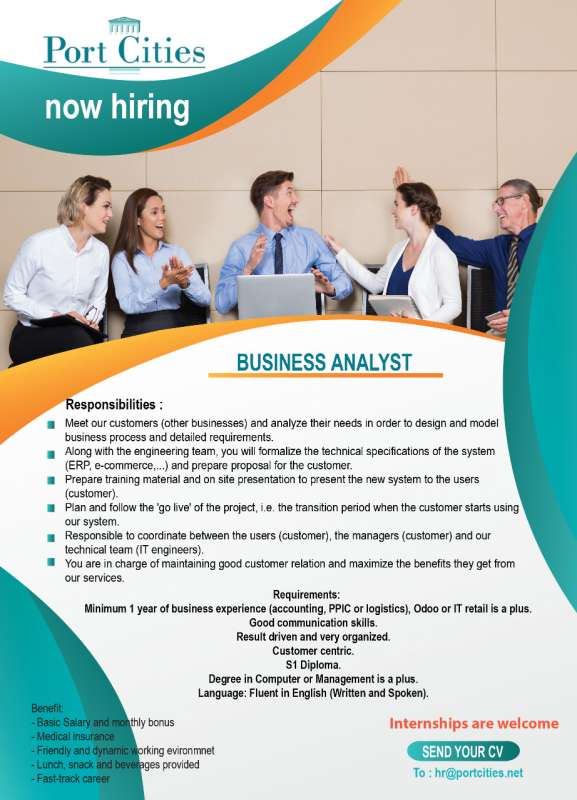 Port Cities
now hiring
BUSINESS ANALYST
Responsibilities :
Meet our customers (other businesses) and analyze their needs in order to design and model
business process and detailed requirements.
Along with the engineering team, you will formalize the technical specifications of the system
(ERP, e-commerce,...) and prepare proposal for the customer.
Prepare training material and on site presentation to present the new system to the users
(customer).
Plan and follow the 'go live' of the project, i.e. the transition period when the customer starts using
our system.
Responsible to coordinate between the users (customer), the managers (customer) and our
technical team (IT engineers).
You are in charge of maintaining good customer relation and maximize the benefits they get from
our services.
Requirements:
Minimum 1 year of business experience (accounting, PPIC or logistics), Odoo or IT retail is a plus.
Good communication skills.
Result driven and very organized.
Customer centric.
S1 Diploma.
Degree in Computer or Management is a plus.
Language: Fluent in English (Written and Spoken).
Benefit:
- Basic Salary and monthly bonus
- Medical insurance
- Friendly and dynamic working evironmnet
- Lunch, snack and beverages provided
- Fast-track career
Internships are welcome
SEND YOUR CV
To : hr@portcities.net